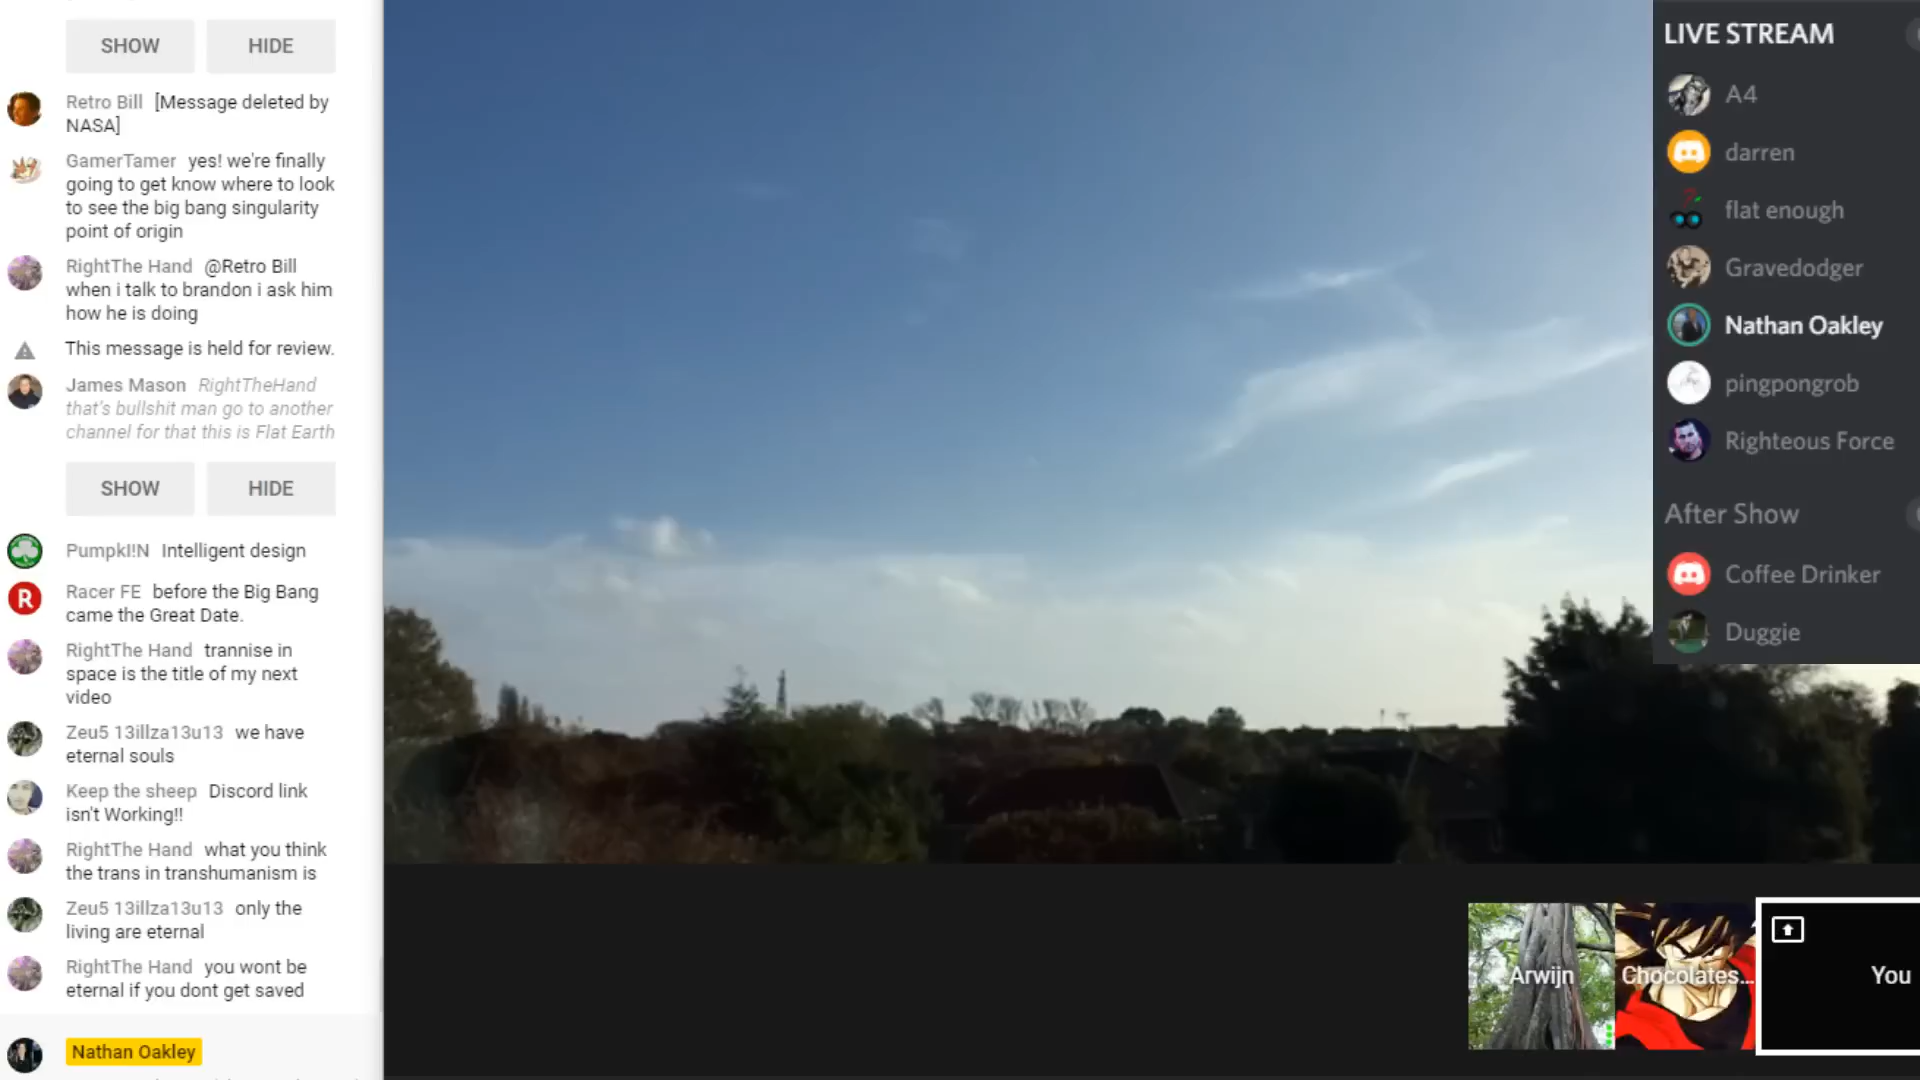 SHOW HIDE
Retro Bill [Message deleted by
NASA]
GamerTamer yes! we're finally
going to get know where to look
to see the big bang singularity
point of origin
RightThe Hand @Retro Bill
when i talk to brandon i ask him
how he is doing
This message is held for review.
James Mason RightTheHand
that's bullshit man go to another
channel for that this is Flat Earth
SHOW HIDE
PumpkI!N Intelligent design
R
Racer FE before the Big Bang
came the Great Date.
RightThe Hand trannise in
space is the title of my next
video
Zeu5 13illza13u13 we have
eternal souls
Keep the sheep Discord link
isn't Working!!
RightThe Hand what you think
the trans in transhumanism is
Zeu5 13illza13u13 only the
living are eternal
RightThe Hand you wont be
eternal if you dont get saved
Nathan Oakley
LIVE STREAM
A4
darren
flat enough
Gravedodger
Nathan Oakley
pingpongrob
Righteous Force
After Show
Coffee Drinker
Duggie
Arwijn Chocolates... You